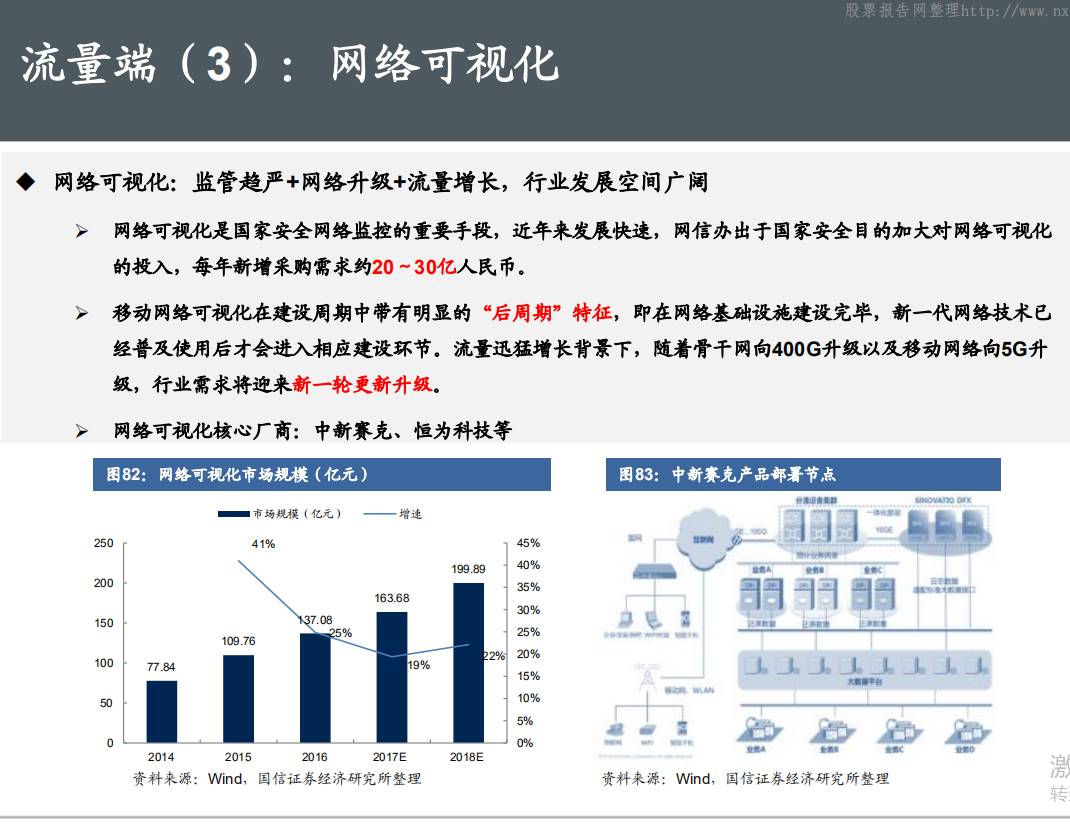 股票报告网整理http://www.nx
流量端（3）：网络可视化
◆ 网络可视化：监管趋严+网络升级+流量增长，行业发展空间广阔
➢ 网络可视化是国家安全网络监控的重要手段，近年来发展快速，网信办出于国家安全目的加大对网络可视化
的投入，每年新增采购需求约20～30亿人民币。
➢ 移动网络可视化在建设周期中带有明显的“后周期”特征，即在网络基础设施建设完毕，新一代网络技术已
经普及使用后才会进入相应建设环节。流量迅猛增长背景下，随着骨干网向400G升级以及移动网络向5G升
级，行业需求将迎来新一轮更新升级。
➢ 网络可视化核心厂商：中新赛克、恒为科技等
图82：网络可视化市场规模（亿元）
市场规模（亿元） 增速
250 45%
40%
200 35%
30%
150 25%
100 20%
15%
50 10%
5%
0 0%
41% 25% 19% 22%
77.84 109.76 137.08 163.68 199.89
2014 2015 2016 2017E 2018E
资料来源：Wind，国信证券经济研究所整理
图83：中新赛克产品部署节点
分流设备集群 SINOVATIO DFX
一体化部署
互联网 GE...100G 10GE
固网
业务A 业务B 业务C
DPI DPI DPI DPI DPI DPI
日志数据
记录数据 记录数据 记录数据
大数据平台
移动网、WLAN
业务A 业务B 业务C 业务D
资料来源：Wind，国信证券经济研究所整理
激
转